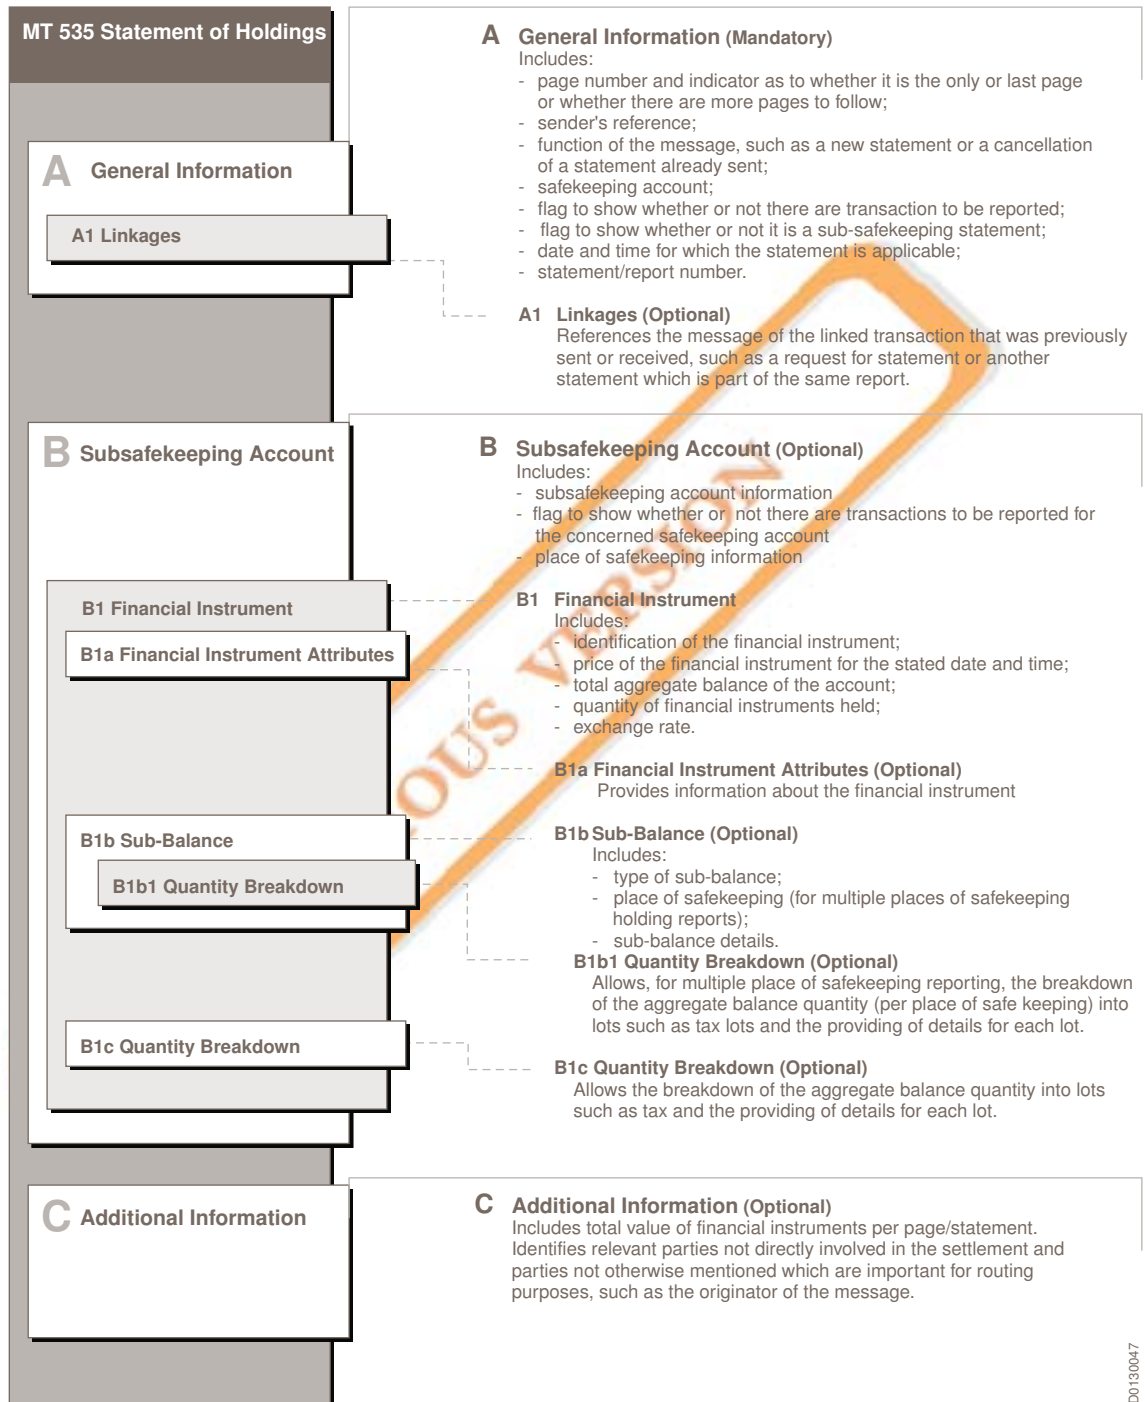 MT 535 Statement of Holdings
A General Information
A1 Linkages
B Subsafekeeping Account
B1 Financial Instrument
B1a Financial Instrument Attributes
B1b Sub-Balance
B1b1 Quantity Breakdown
B1c Quantity Breakdown
C Additional Information
A General Information (Mandatory)
Includes:
- page number and indicator as to whether it is the only or last page
or whether there are more pages to follow;
- sender's reference;
- function of the message, such as a new statement or a cancellation
of a statement already sent;
- safekeeping account;
- flag to show whether or not there are transaction to be reported;
- flag to show whether or not it is a sub-safekeeping statement;
- date and time for which the statement is applicable;
- statement/report number.
A1 Linkages (Optional)
References the message of the linked transaction that was previously
sent or received, such as a request for statement or another
statement which is part of the same report.
B Subsafekeeping Account (Optional)
Includes:
- subsafekeeping account information
- flag to show whether or not there are transactions to be reported for
the concerned safekeeping account
- place of safekeeping information
B1 Financial Instrument
Includes:
- identification of the financial instrument;
- price of the financial instrument for the stated date and time;
- total aggregate balance of the account;
- quantity of financial instruments held;
- exchange rate.
B1a Financial Instrument Attributes (Optional)
Provides information about the financial instrument
B1b Sub-Balance (Optional)
Includes:
- type of sub-balance;
- place of safekeeping (for multiple places of safekeeping
holding reports);
- sub-balance details.
B1b1 Quantity Breakdown (Optional)
Allows, for multiple place of safekeeping reporting, the breakdown
of the aggregate balance quantity (per place of safe keeping) into
lots such as tax lots and the providing of details for each lot.
B1c Quantity Breakdown (Optional)
Allows the breakdown of the aggregate balance quantity into lots
such as tax and the providing of details for each lot.
C Additional Information (Optional)
Includes total value of financial instruments per page/statement.
Identifies relevant parties not directly involved in the settlement and
parties not otherwise mentioned which are important for routing
purposes, such as the originator of the message.
D0130047
VERSION